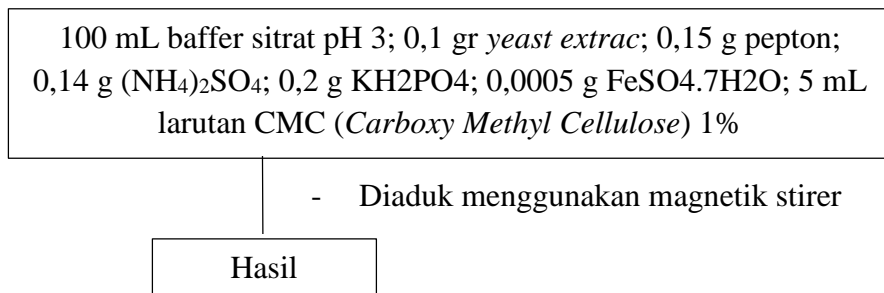 100 mL baffer sitrat pH 3; 0,1 gr yeast extrac; 0,15 g pepton;
0,14 g (NH₄)₂SO₄; 0,2 g KH2PO4; 0,0005 g FeSO4.7H2O; 5 mL
larutan CMC (Carboxy Methyl Cellulose) 1%
- Diaduk menggunakan magnetik stirer
Hasil